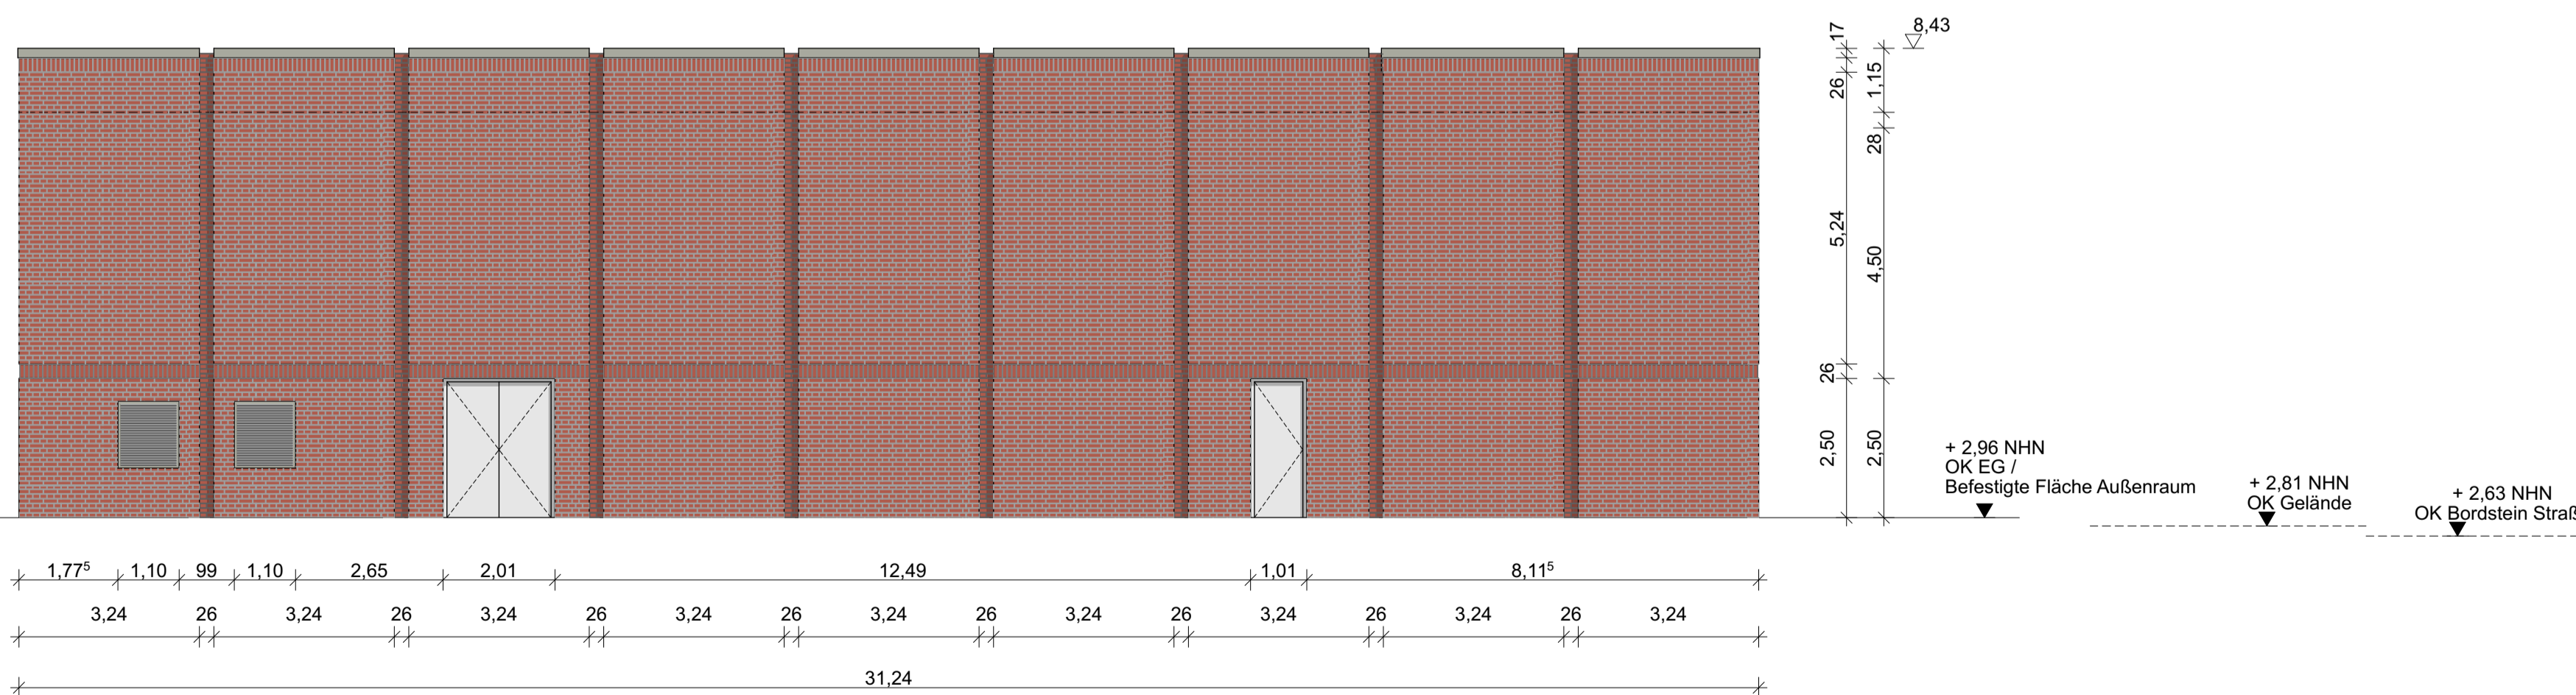 8,43
17
26
1,15
28
5,24
4,50
26
2,50
2,50
+ 2,96 NHN
OK EG /
Befestigte Fläche Außenraum
+ 2,81 NHN
OK Gelände
+ 2,63 NHN
OK Bordstein Straß
1,77⁵ 1,10 99 1,10 2,65 2,01 12,49 1,01 8,11⁵
3,24 26 3,24 26 3,24 26 3,24 26 3,24 26 3,24 26 3,24 26 3,24 26 3,24
31,24